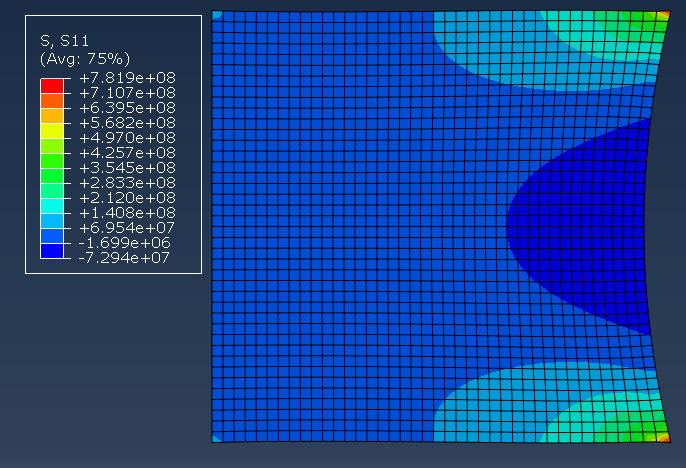 S, S11
(Avg: 75%)
+7.819e+08
+7.107e+08
+6.395e+08
+5.682e+08
+4.970e+08
+4.257e+08
+3.545e+08
+2.833e+08
+2.120e+08
+1.408e+08
+6.954e+07
-1.699e+06
-7.294e+07